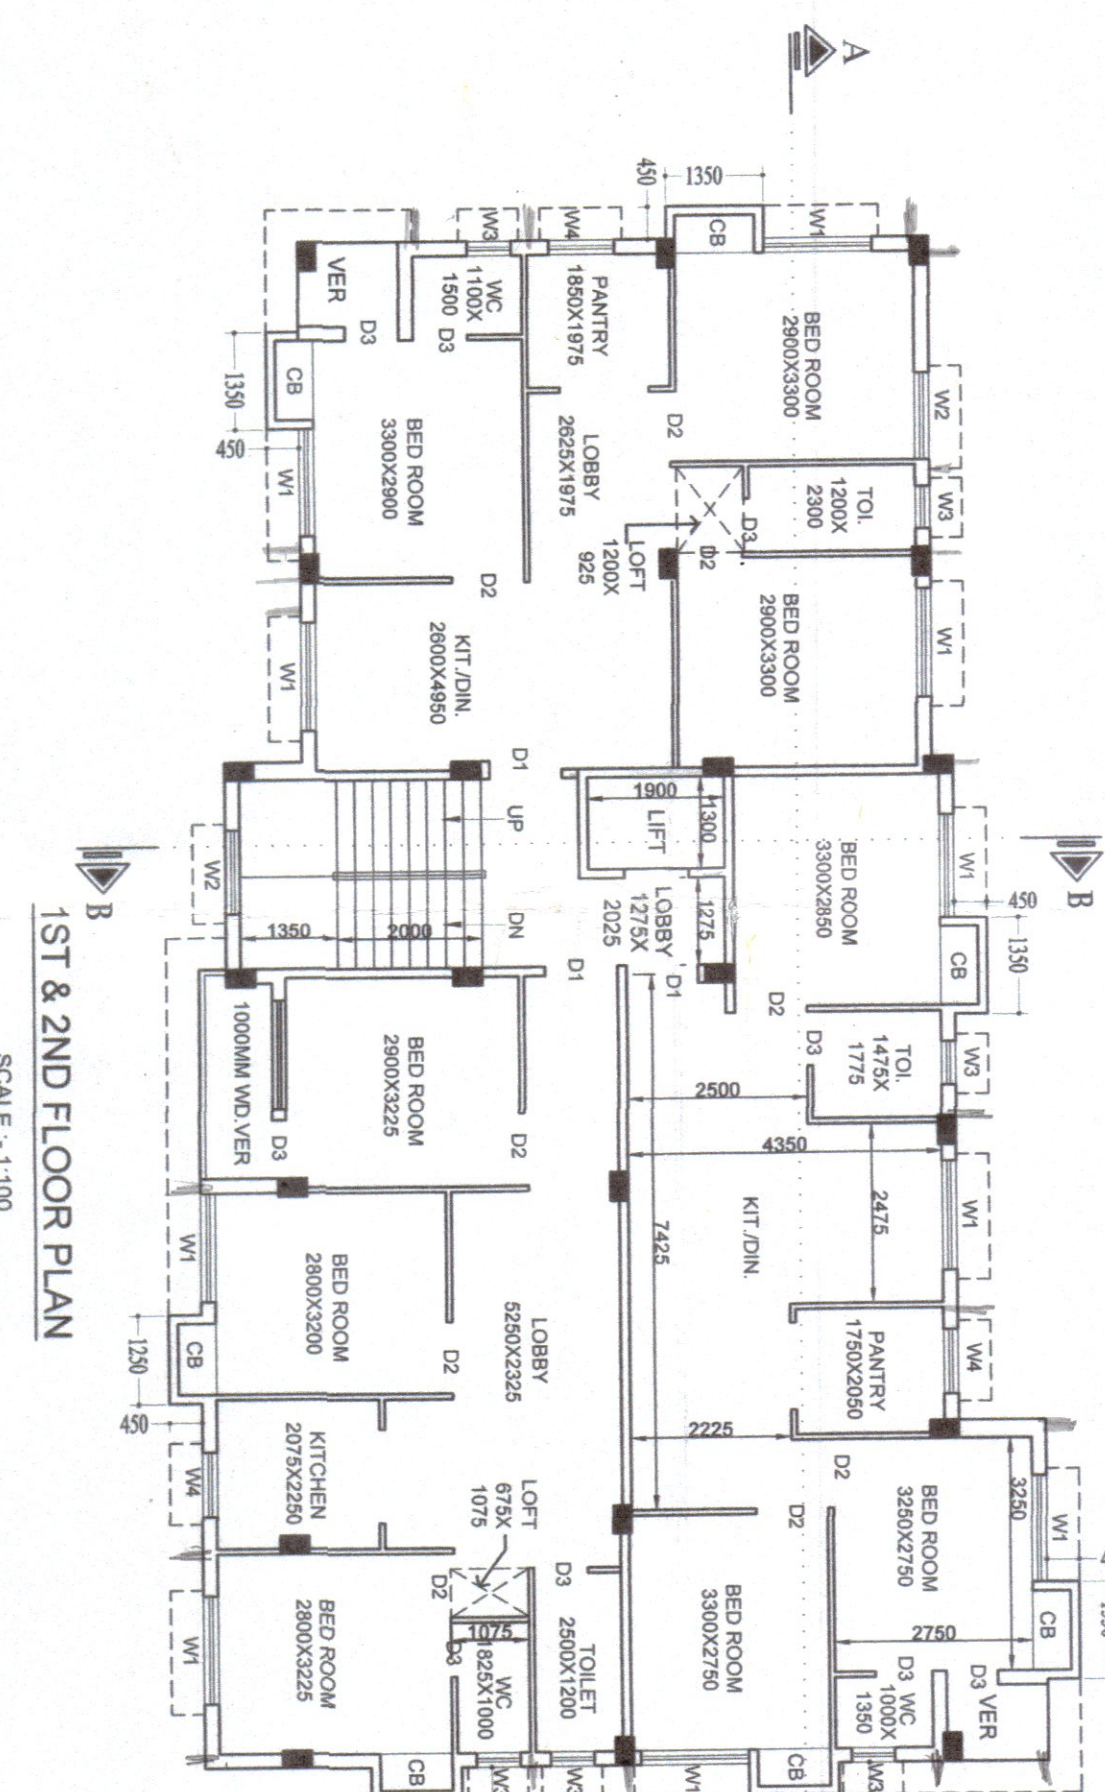 A
450
1350
W3
W4
CB
W1
VER
WC
1100X
1500
PANTRY
1850X1975
BED ROOM
2900X3300
D3
D3
W2
1350
CB
450
BED ROOM
3300X2900
LOBBY
2625X1975
D2
TOI.
1200X
2300
W3
W1
D3
D2
LOFT
1200X
925
D2
BED ROOM
2900X3300
W1
W1
KIT./DIN.
2600X4950
D1
UP
1900
1300
LIFT
BED ROOM
3300X2850
W1
B
B
W2
450
1350
CB
DN
1350
2000
LOBBY
1275X
2025
1275
D1
D1
D2
1ST & 2ND FLOOR PLAN
SCALE :- 1:100
1000MM WD.VER
D3
BED ROOM
2900X3225
D2
D3
TOI.
1475X
1775
W3
2500
4350
2475
W1
KIT./DIN.
7425
W1
BED ROOM
2800X3200
LOBBY
5250X2325
D2
1250
CB
450
PANTRY
1750X2050
W4
2225
W4
KITCHEN
2075X2250
LOFT
675X
1075
D2
D2
BED ROOM
3250X2750
3250
W1
CB
2750
W1
BED ROOM
2800X3225
D2
D3
1075
WC
1825X1000
D3
TOILET
2500X1200
BED ROOM
3300X2750
D3
D3
WC
1000X
1350
VER
CB
W1
CB
W3